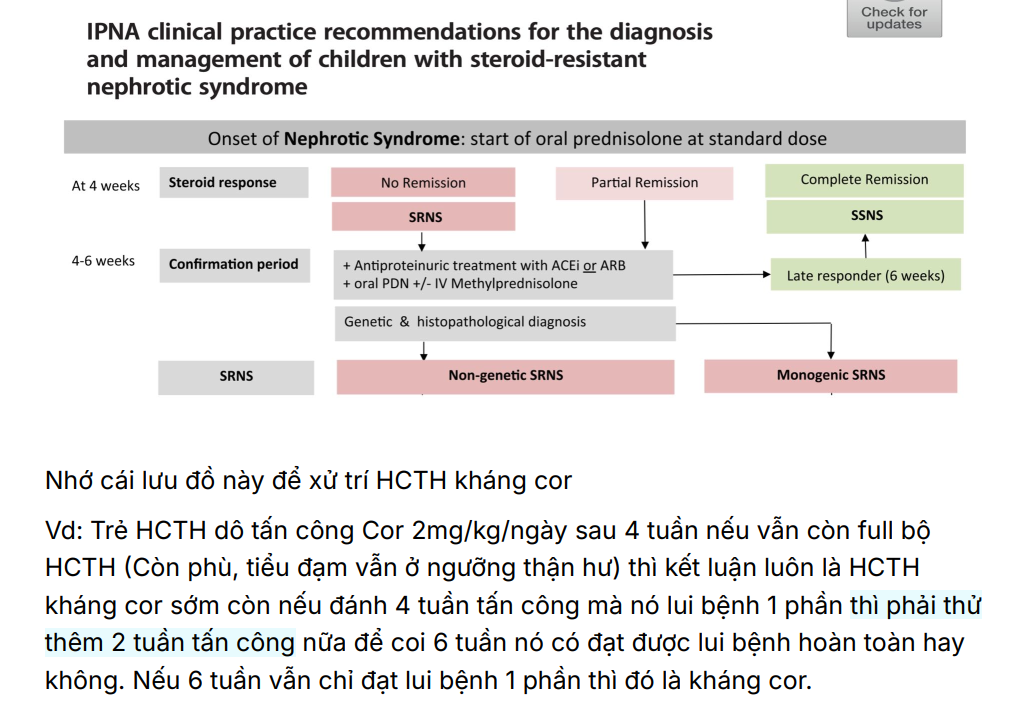 Check for
updates
IPNA clinical practice recommendations for the diagnosis
and management of children with steroid-resistant
nephrotic syndrome
Onset of Nephrotic Syndrome: start of oral prednisolone at standard dose
At 4 weeks
Steroid response
No Remission
Partial Remission
Complete Remission
SRNS
SSNS
4-6 weeks
Confirmation period
+ Antiproteinuric treatment with ACEi or ARB
+ oral PDN +/- IV Methylprednisolone
Late responder (6 weeks)
Genetic & histopathological diagnosis
SRNS
Non-genetic SRNS
Monogenic SRNS
Nhớ cái lưu đồ này để xử trí HCTH kháng cor
Vd: Trẻ HCTH dô tấn công Cor 2mg/kg/ngày sau 4 tuần nếu vẫn còn full bộ
HCTH (Còn phù, tiểu đạm vẫn ở ngưỡng thận hư) thì kết luận luôn là HCTH
kháng cor sớm còn nếu đánh 4 tuần tấn công mà nó lui bệnh 1 phần thì phải thử
thêm 2 tuần tấn công nữa để coi 6 tuần nó có đạt được lui bệnh hoàn toàn hay
không. Nếu 6 tuần vẫn chỉ đạt lui bệnh 1 phần thì đó là kháng cor.